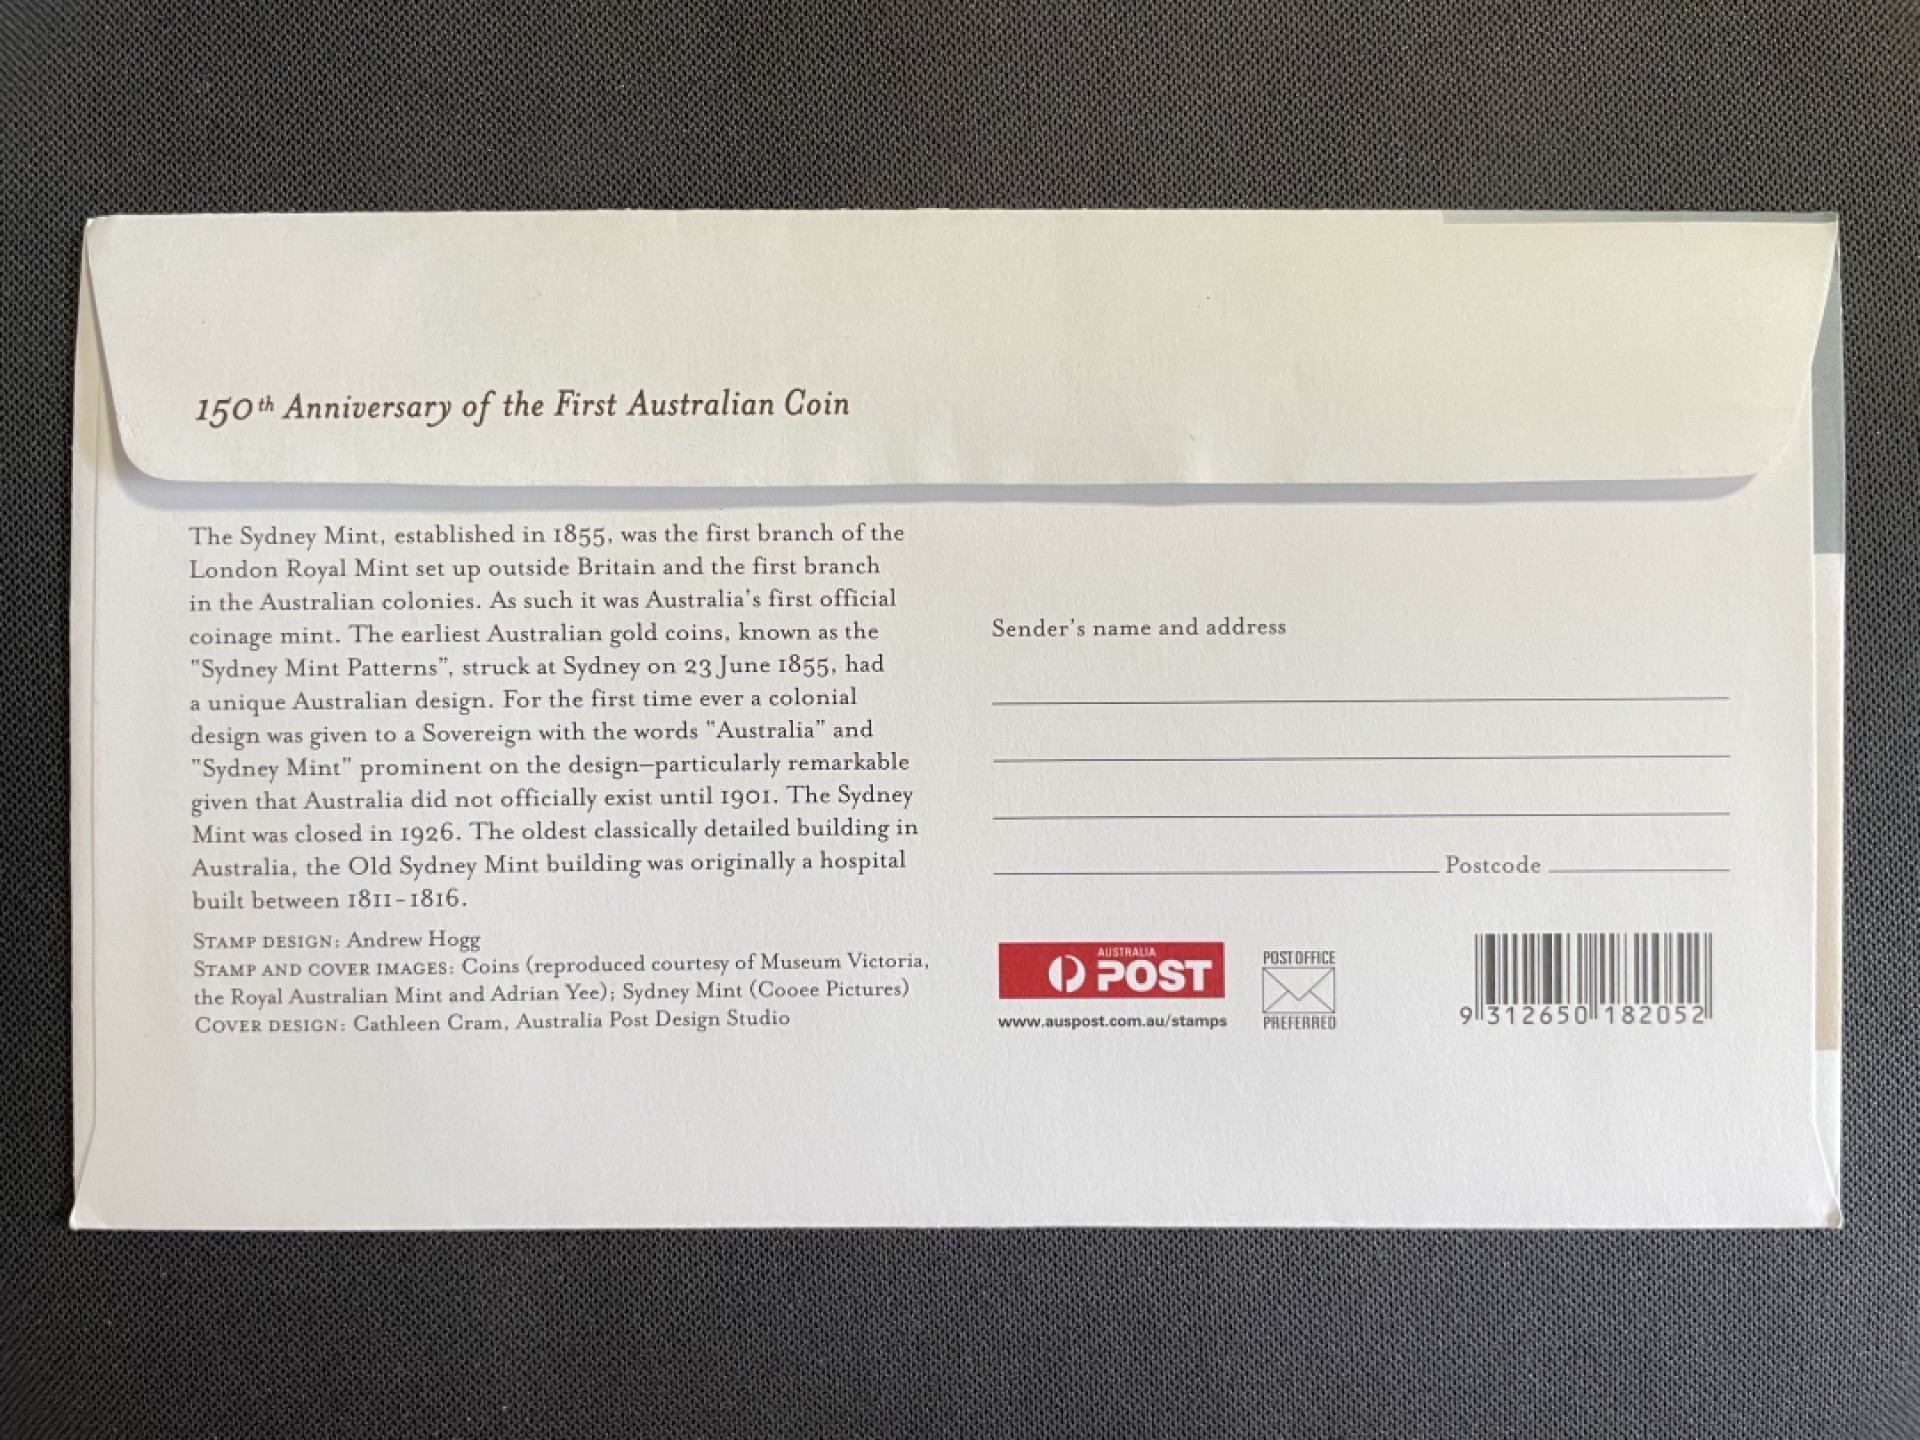 150th Anniversary of the First Australian Coin
The Sydney Mint, established in 1855, was the first branch of the
London Royal Mint set up outside Britain and the first branch
in the Australian colonies. As such it was Australia's first official
coinage mint. The earliest Australian gold coins, known as the
"Sydney Mint Patterns", struck at Sydney on 23 June 1855, had
a unique Australian design. For the first time ever a colonial
design was given to a Sovereign with the words "Australia" and
"Sydney Mint" prominent on the design–particularly remarkable
given that Australia did not officially exist until 1901. The Sydney
Mint was closed in 1926. The oldest classically detailed building in
Australia, the Old Sydney Mint building was originally a hospital
built between 1811-1816.
STAMP DESIGN: Andrew Hogg
STAMP AND COVER IMAGES: Coins (reproduced courtesy of Museum Victoria,
the Royal Australian Mint and Adrian Yee); Sydney Mint (Cooee Pictures)
COVER DESIGN: Cathleen Cram, Australia Post Design Studio
Sender's name and address
Postcode
AUSTRALIA
POST
www.auspost.com.au/stamps
POST OFFICE
PREFERRED
9 312650 182052